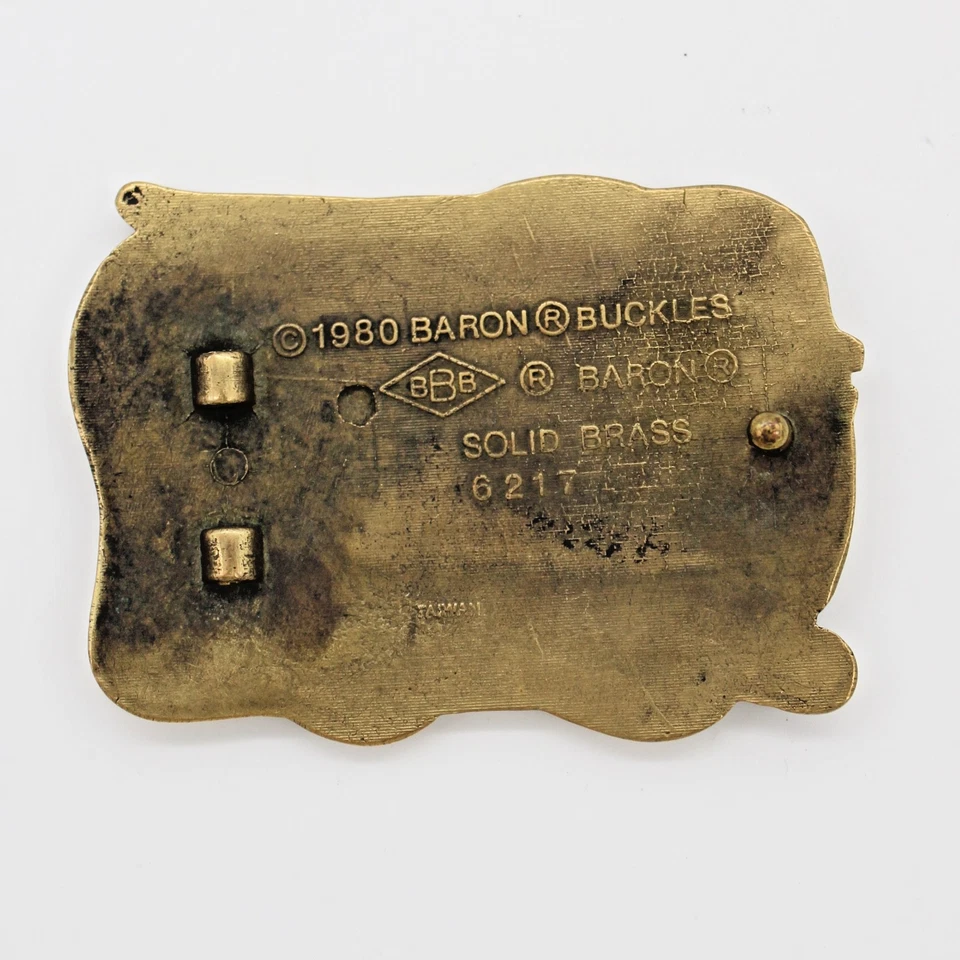 ©1980 BARON® BUCKLES
BBB ® BARON®
SOLID BRASS
6217
TAIWAN